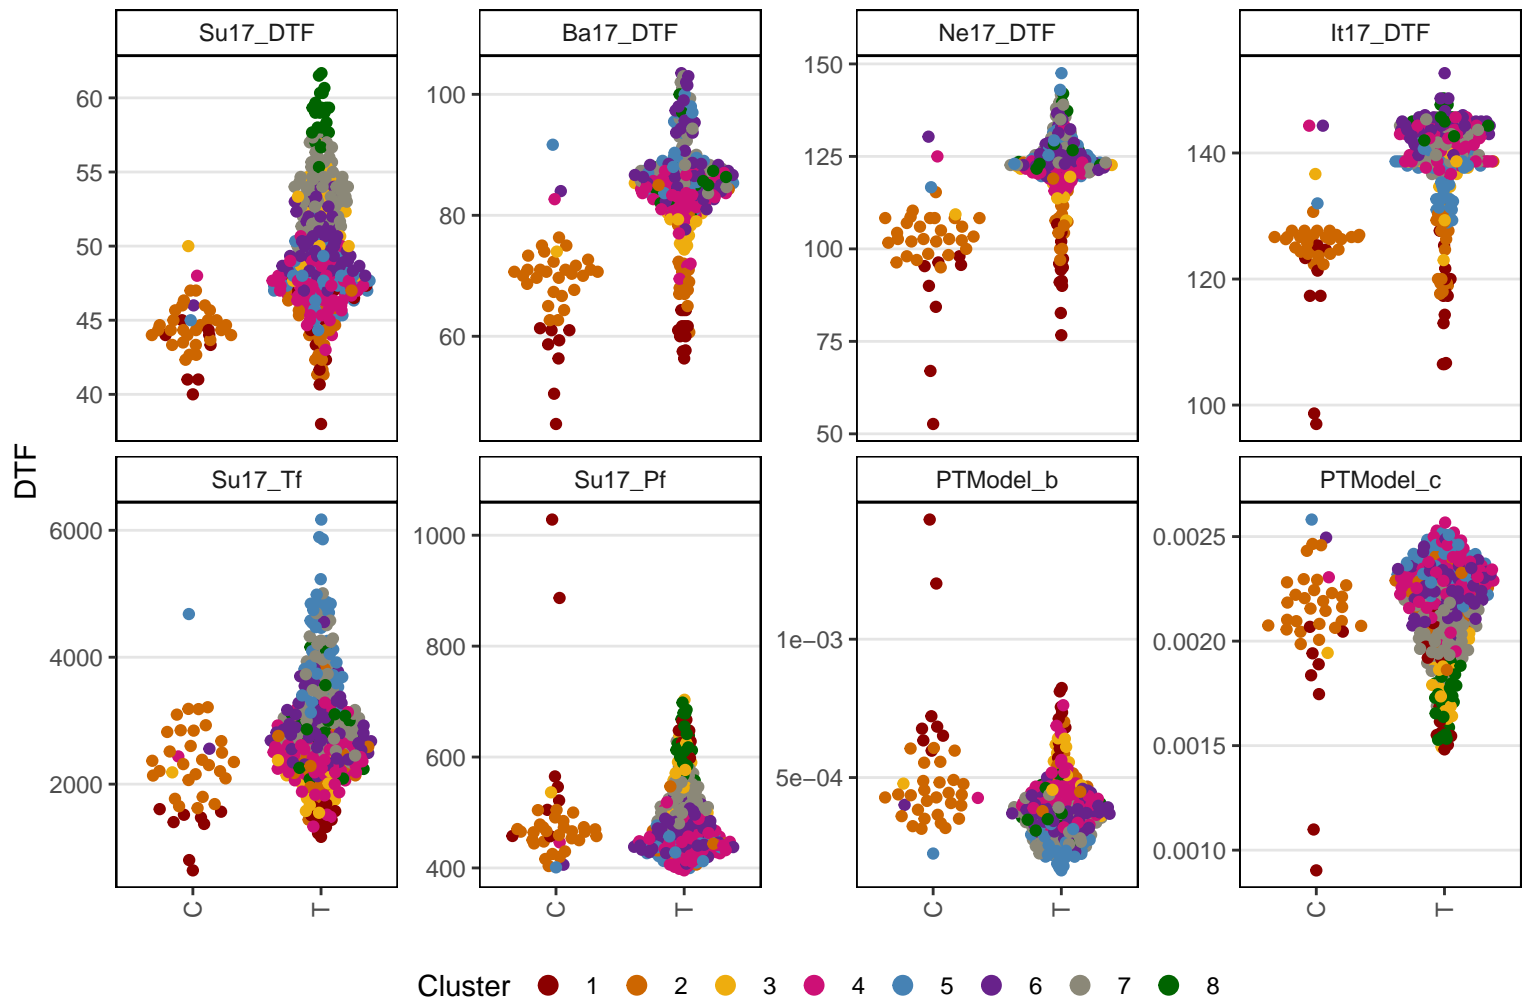 Su17_DTF
Ba17_DTF
Ne17_DTF
It17_DTF
60
55
50
45
40
100
80
60
150
125
100
75
50
140
120
100
DTF
Su17_Tf
Su17_Pf
PTModel_b
PTModel_c
6000
4000
2000
1000
800
600
400
1e−03
5e−04
0.0025
0.0020
0.0015
0.0010
C T
C T
C T
C T
Cluster 1 2 3 4 5 6 7 8